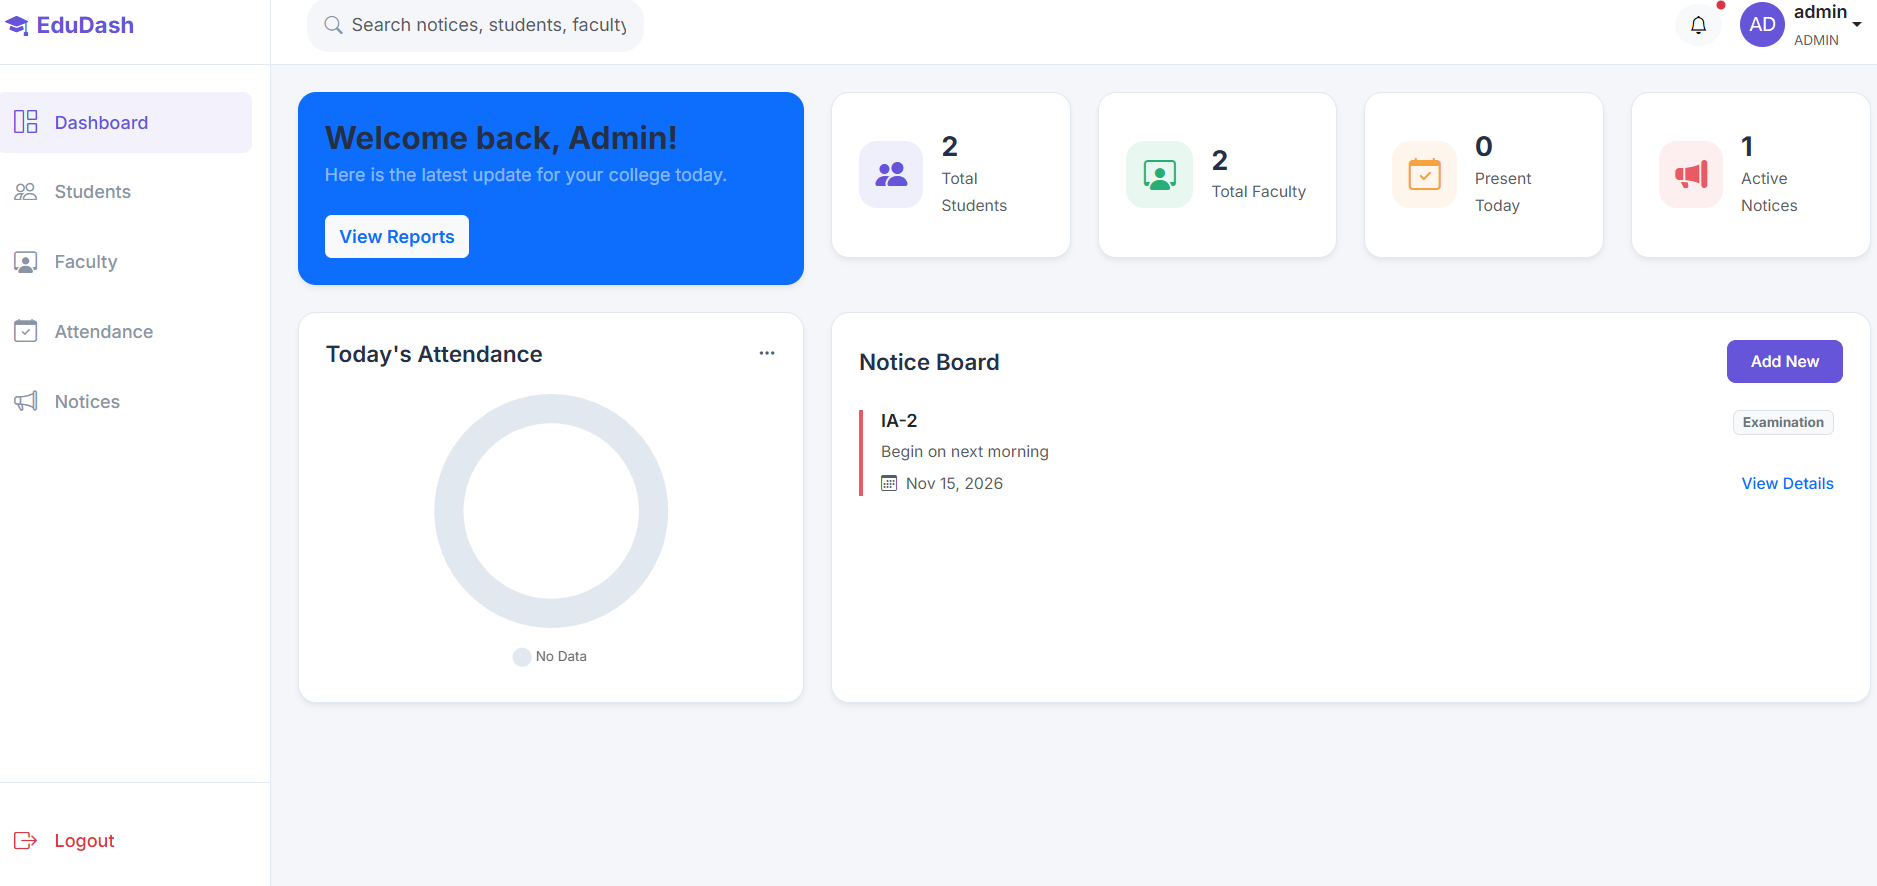 EduDash
Search notices, students, faculty
admin
AD
ADMIN
Dashboard
Students
Faculty
Attendance
Notices
Logout
Welcome back, Admin!
Here is the latest update for your college today.
View Reports
2
Total
Students
2
Total Faculty
0
Present
Today
1
Active
Notices
Today's Attendance
No Data
Notice Board
Add New
IA-2
Examination
Begin on next morning
Nov 15, 2026
View Details